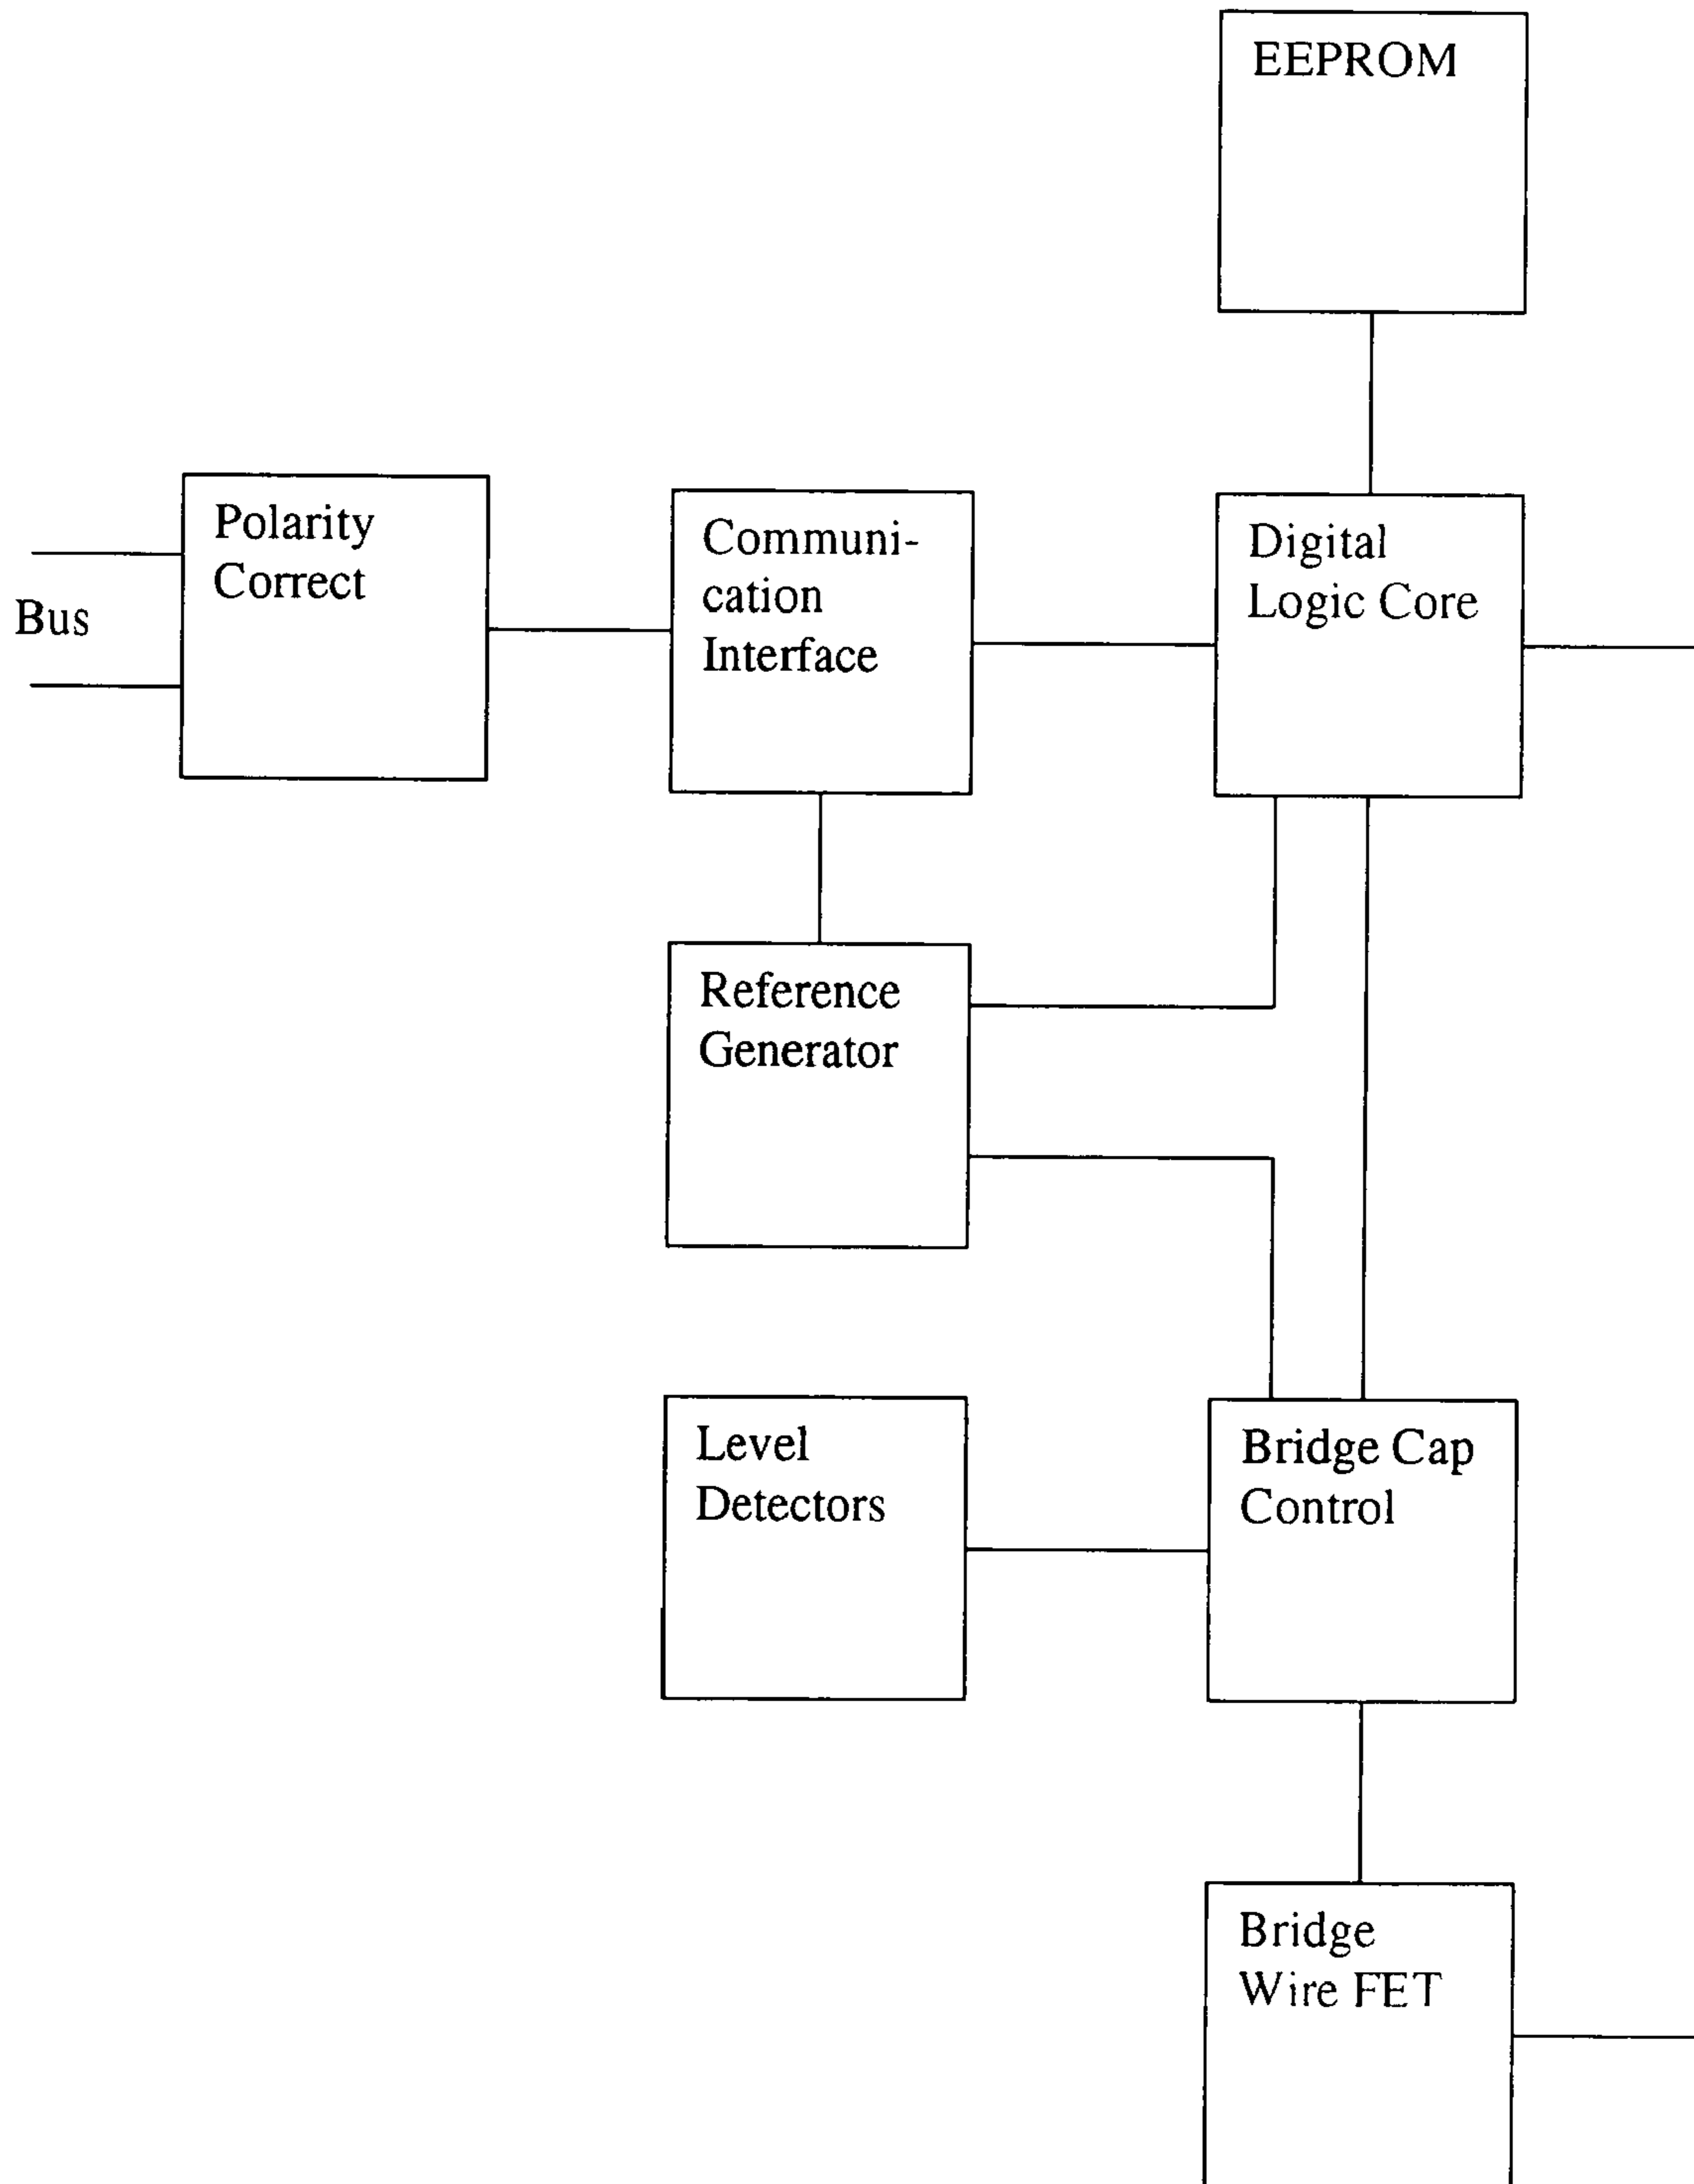 EEPROM
Polarity
Correct
Bus
Communi-
cation
Interface
Digital
Logic Core
Reference
Generator
Level
Detectors
Bridge Cap
Control
Bridge
Wire FET